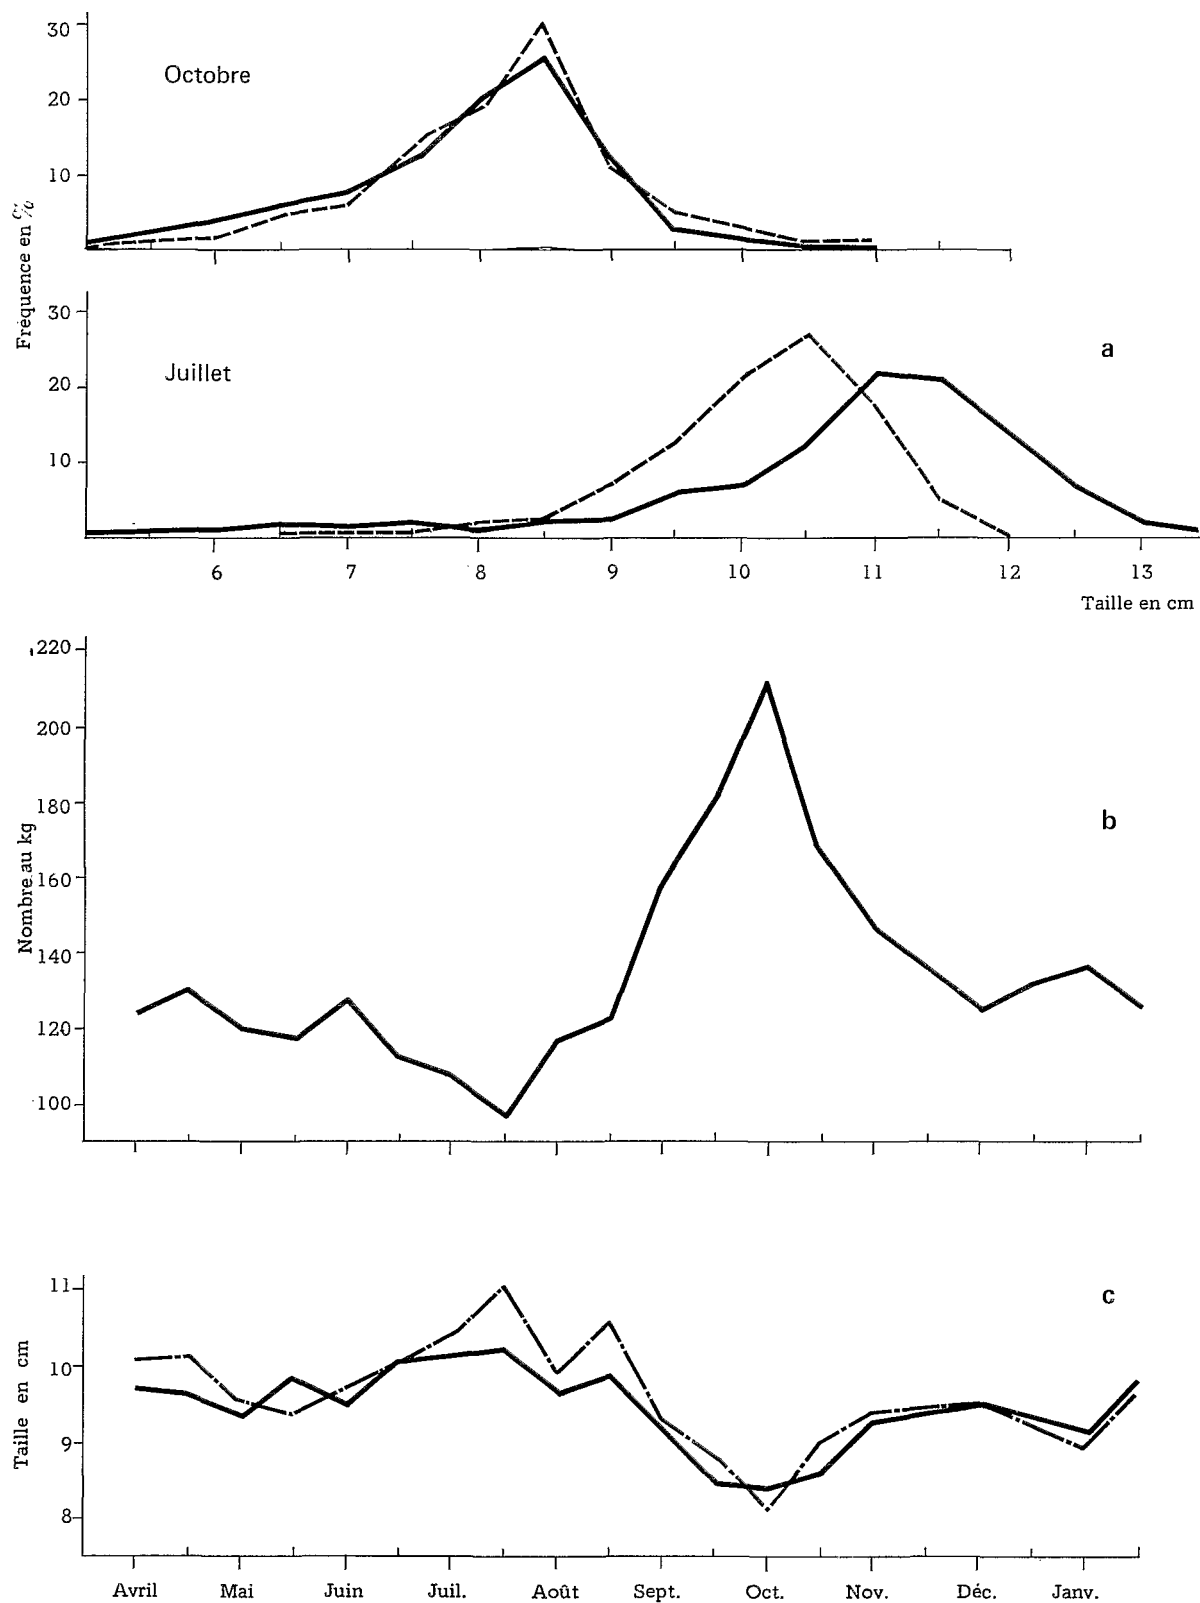 30
Octobre
20
10
Fréquence en %
30
a
Juillet
20
10
6 7 8 9 10 11 12 13
Taille en cm
220
200
180
b
Nombre au kg
160
140
120
100
11
c
10
Taille en cm
9
8
Avril Mai Juin Juil. Août Sept. Oct. Nov. Déc. Janv.